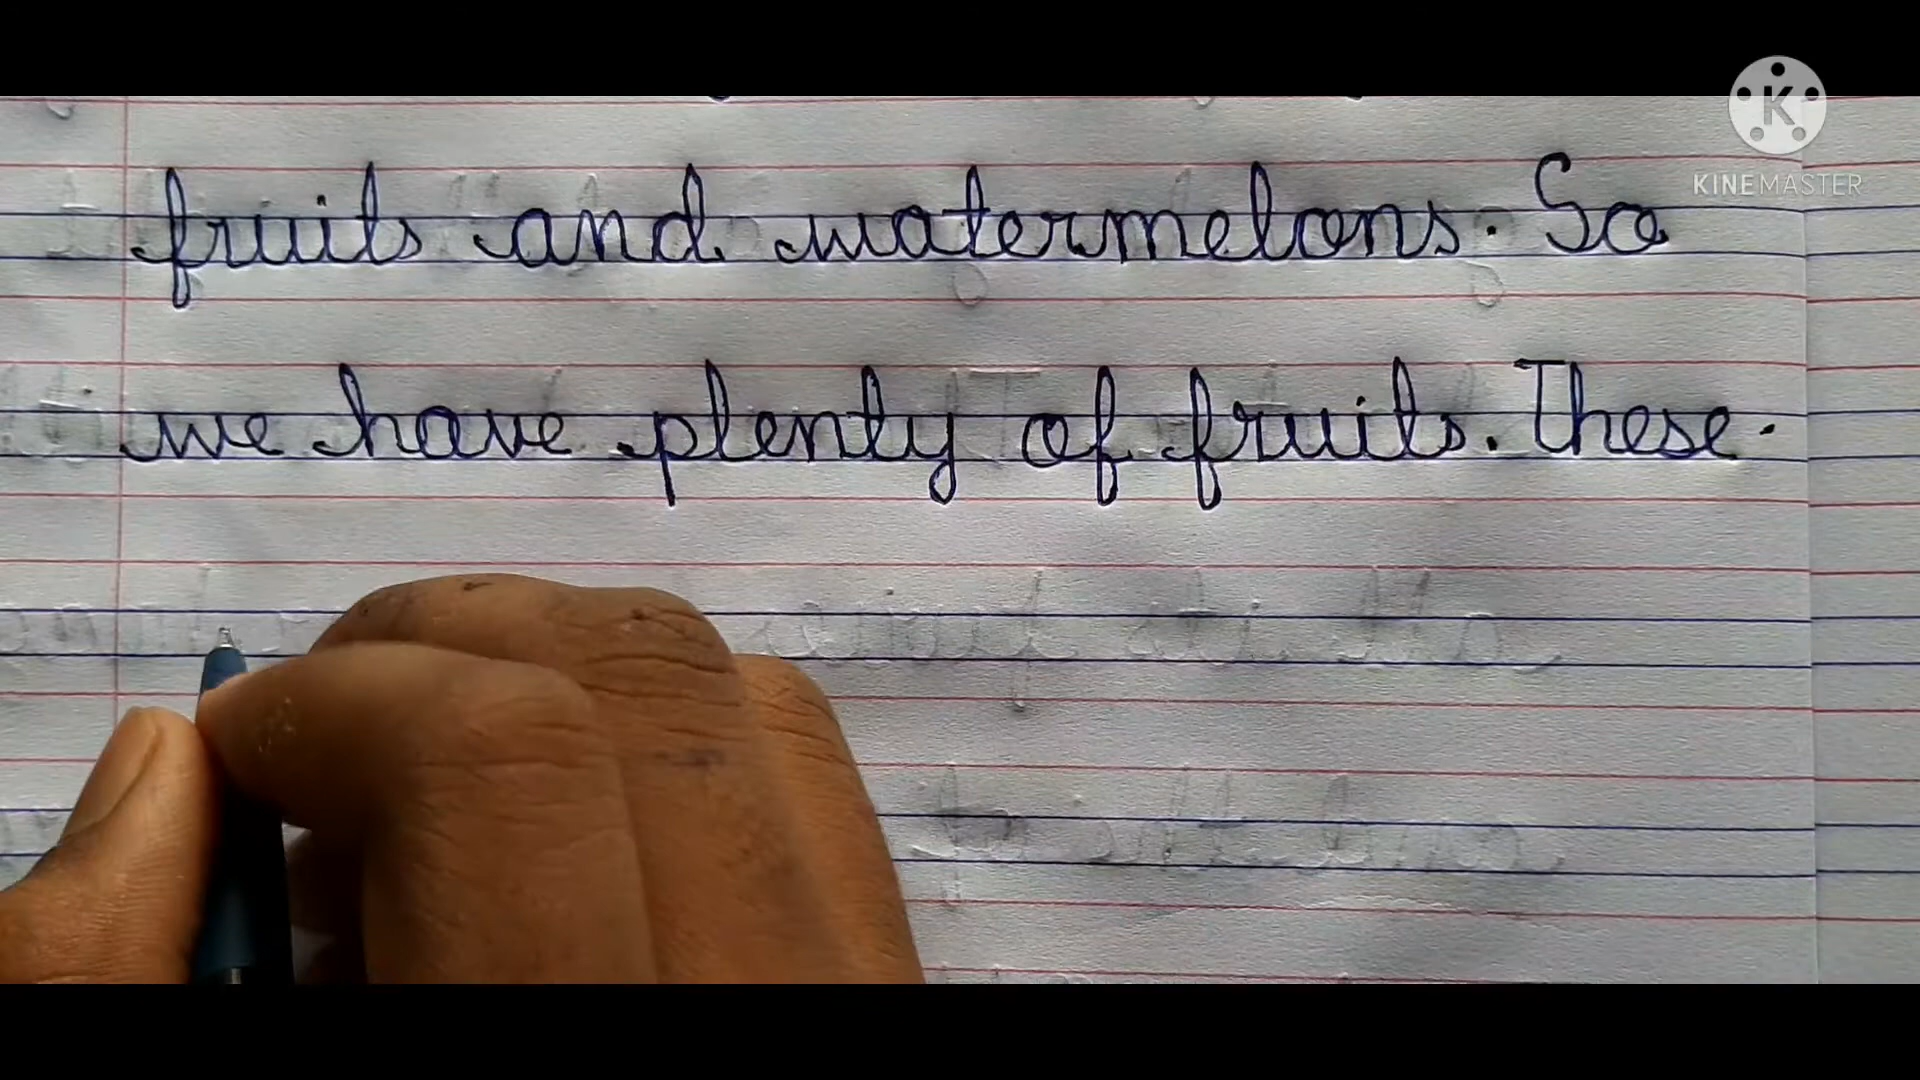 KINEMASTER
fruits and watermelons. So
we have plenty of fruits. These.